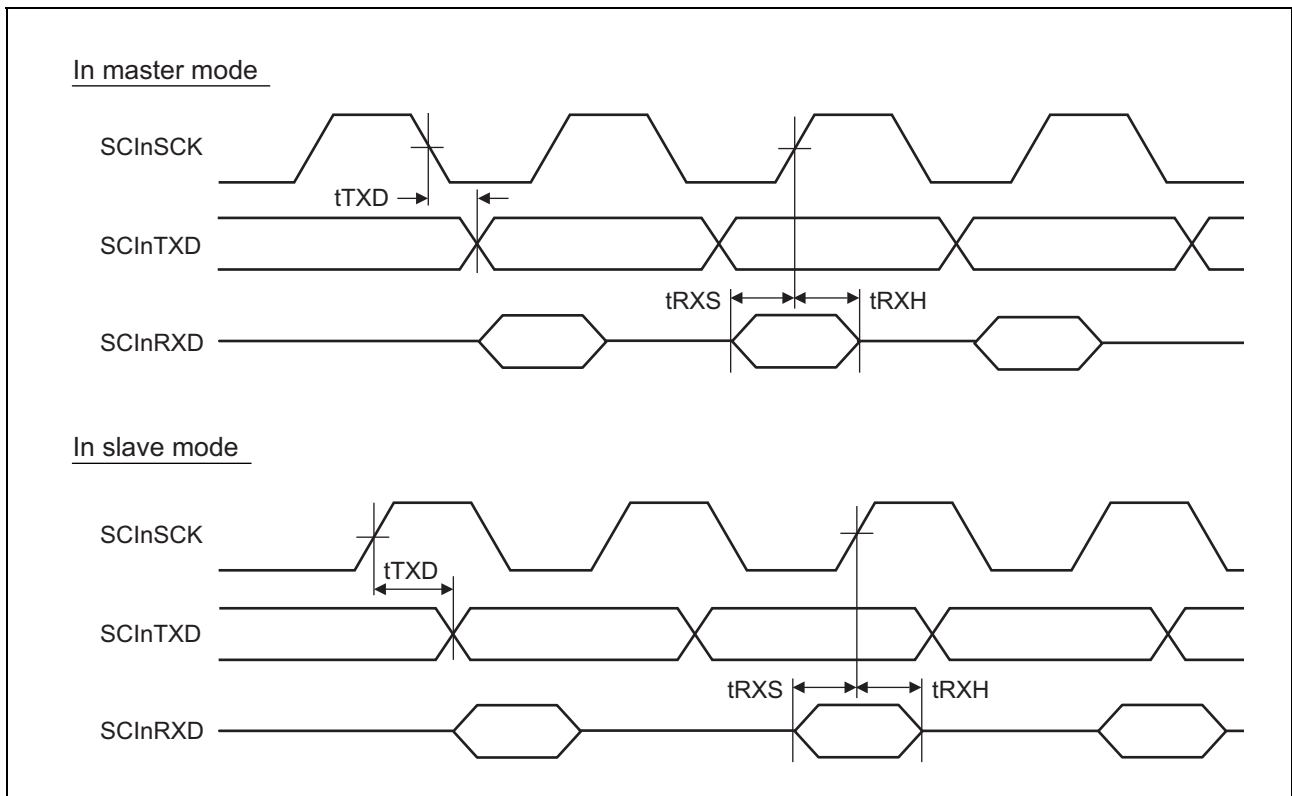 In master mode
SCInSCK
tTXD
SCInTXD
tRXS
tRXH
SCInRXD
In slave mode
SCInSCK
tTXD
SCInTXD
tRXS
tRXH
SCInRXD